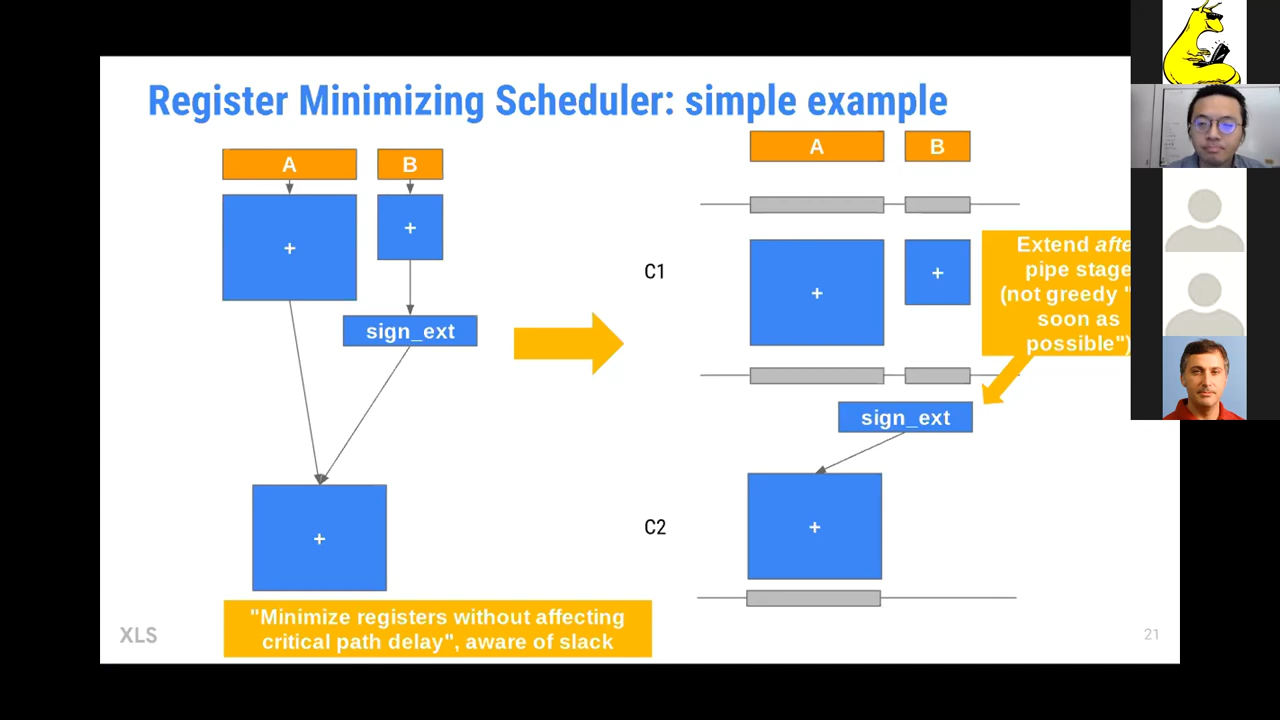 Register Minimizing Scheduler: simple example
A
B
+
+
sign_ext
+
"Minimize registers without affecting
critical path delay", aware of slack
XLS
A
B
C1
+
+
Extend afte
pipe stage
(not greedy "
soon as
possible")
sign_ext
C2
+
21